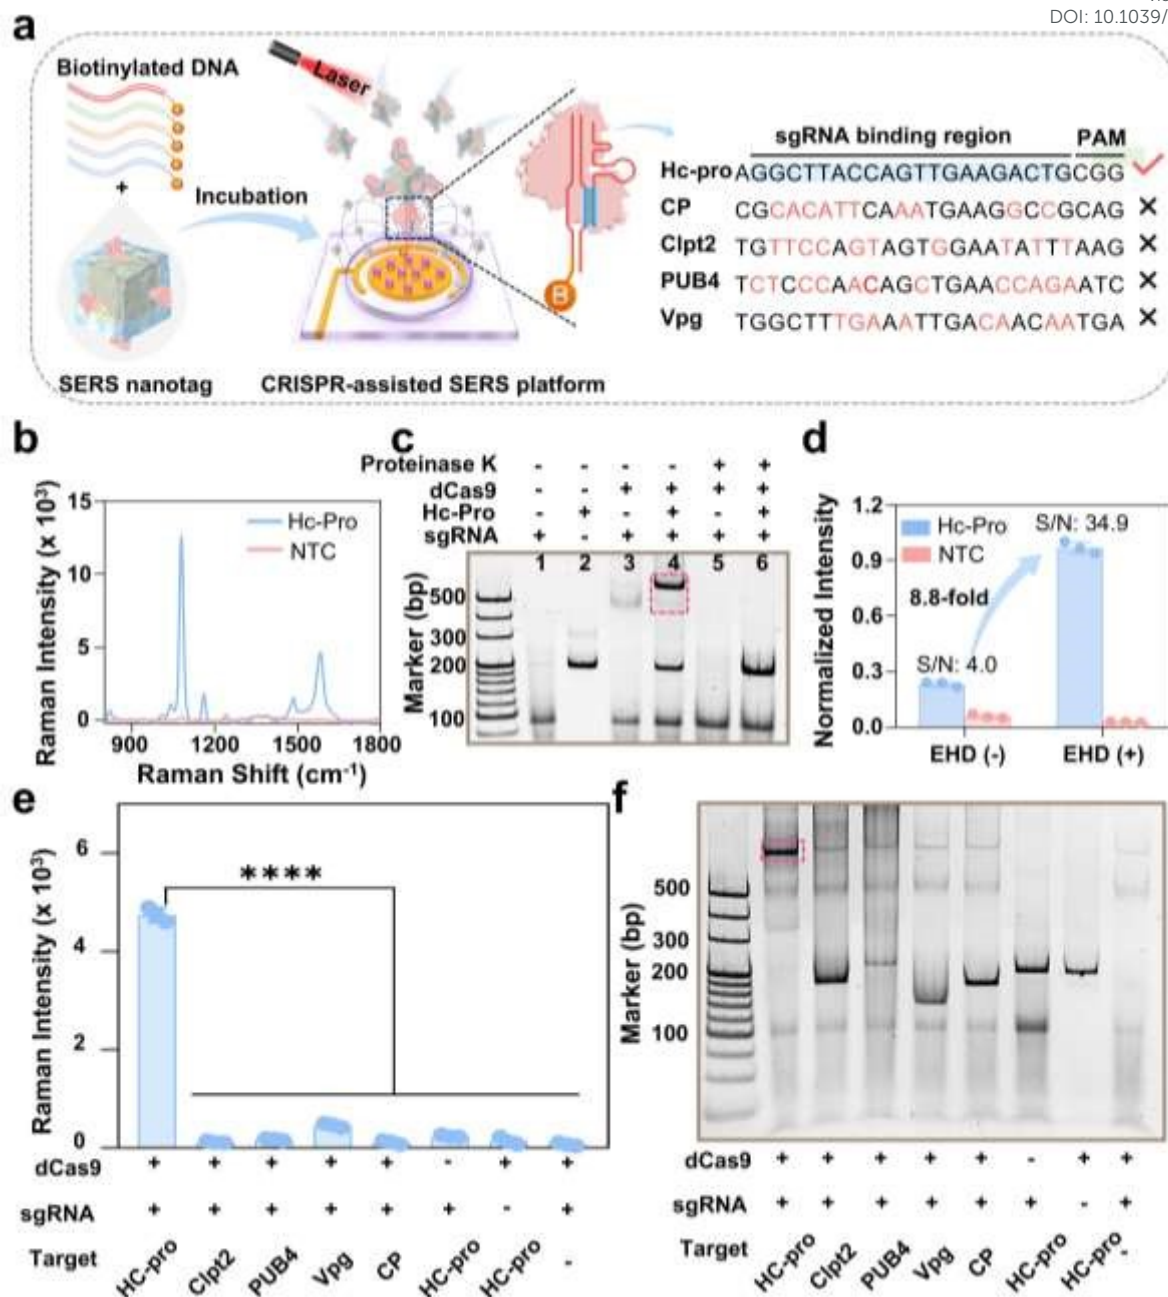 DOI: 10.1039/
a
Biotinylated DNA
+
SERS nanotag
Incubation
Laser
CRISPR-assisted SERS platform
B
sgRNA binding region PAM
Hc-pro AGGCTTACCAGTTGAAGACTGCGG
CP CGCACATTCAAATGAAGGCCGCAG ×
Clpt2 TGTTCCAGTAGTGGAATATTTAAG ×
PUB4 TCTCCCAACAGCTGAACCAGAATC ×
Vpg TGGCTTTGAAATTGACAACAATGA ×
b
Raman Intensity (x 10³)
15
10
5
0
Hc-Pro
NTC
900 1200 1500 1800
Raman Shift (cm⁻¹)
c
Proteinase K - - - - + +
dCas9 - - + + + +
Hc-Pro - + - + - +
sgRNA + - + + + +
Marker (bp)
1 2 3 4 5 6
500
300
200
100
d
Normalized Intensity
1.2
0.9
0.6
0.3
0.0
Hc-Pro
NTC
S/N: 34.9
8.8-fold
S/N: 4.0
EHD (-) EHD (+)
e
Raman Intensity (x 10³)
6
4
2
0
****
dCas9 + + + + + - + +
sgRNA + + + + + + - +
Target HC-pro Clpt2 PUB4 Vpg CP HC-pro HC-pro -
f
Marker (bp)
500
300
200
100
dCas9 + + + + + - + +
sgRNA + + + + + + - +
Target HC-pro Clpt2 PUB4 Vpg CP HC-pro HC-pro -